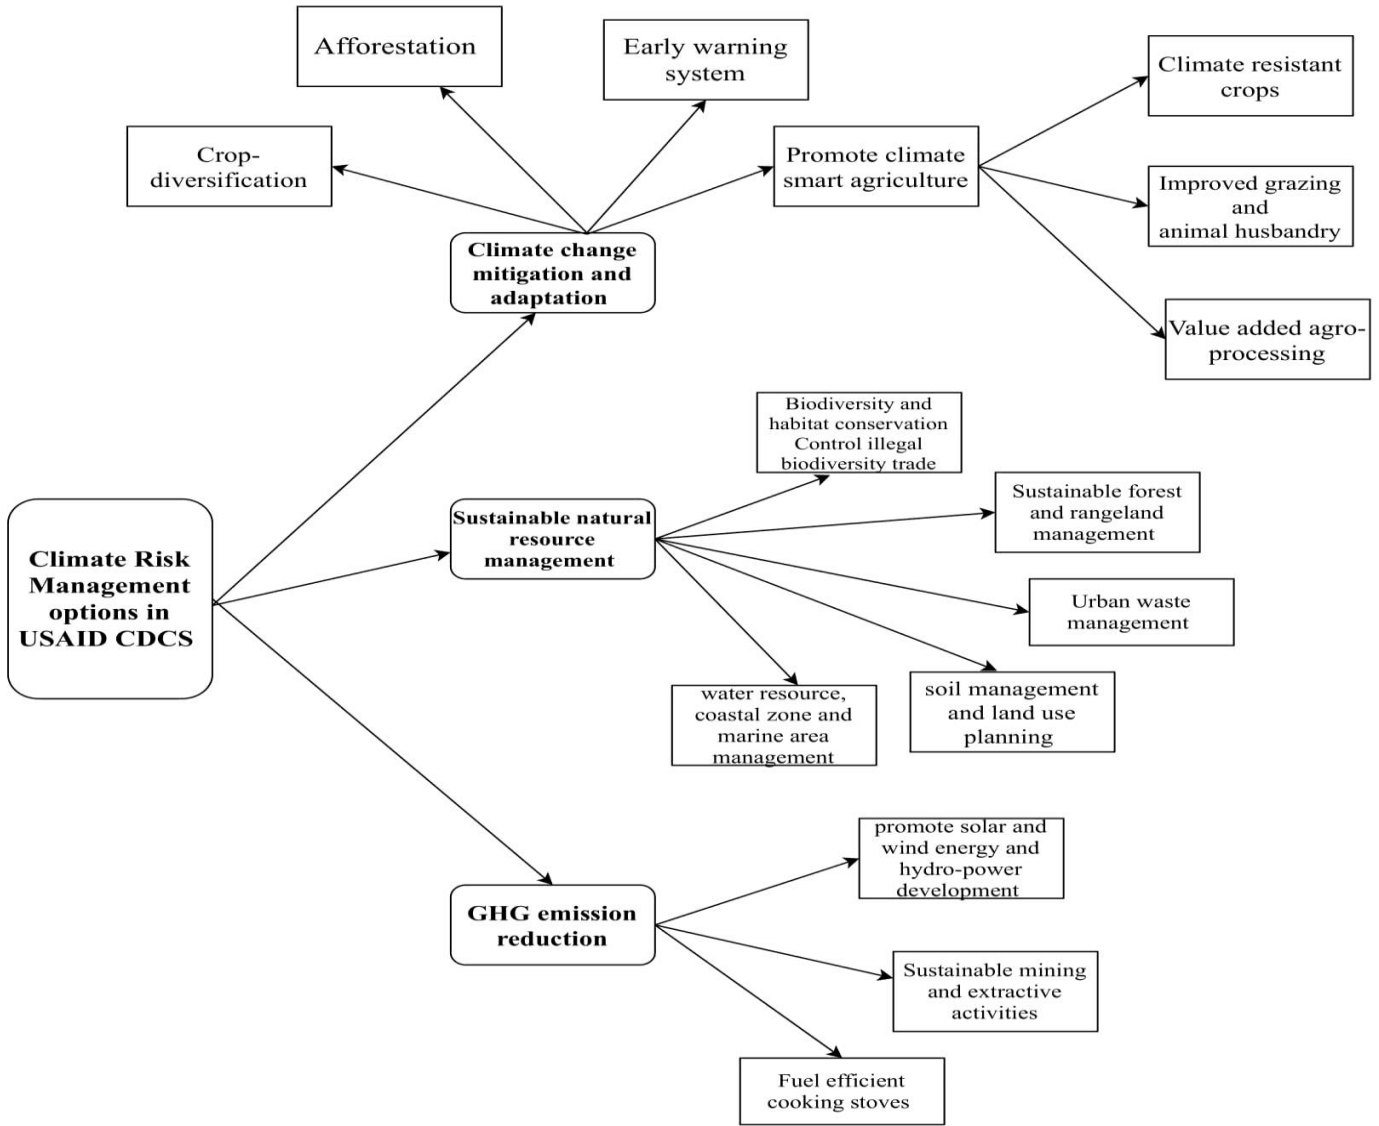 Afforestation
Early warning
system
Climate resistant
crops
Crop-
diversification
Promote climate
smart agriculture
Improved grazing
and
animal husbandry
Climate change
mitigation and
adaptation
Value added agro-
processing
Biodiversity and
habitat conservation
Control illegal
biodiversity trade
Sustainable forest
and rangeland
management
Sustainable natural
resource
management
Climate Risk
Management
options in
USAID CDCS
Urban waste
management
soil management
and land use
planning
water resource,
coastal zone and
marine area
management
promote solar and
wind energy and
hydro-power
development
GHG emission
reduction
Sustainable mining
and extractive
activities
Fuel efficient
cooking stoves